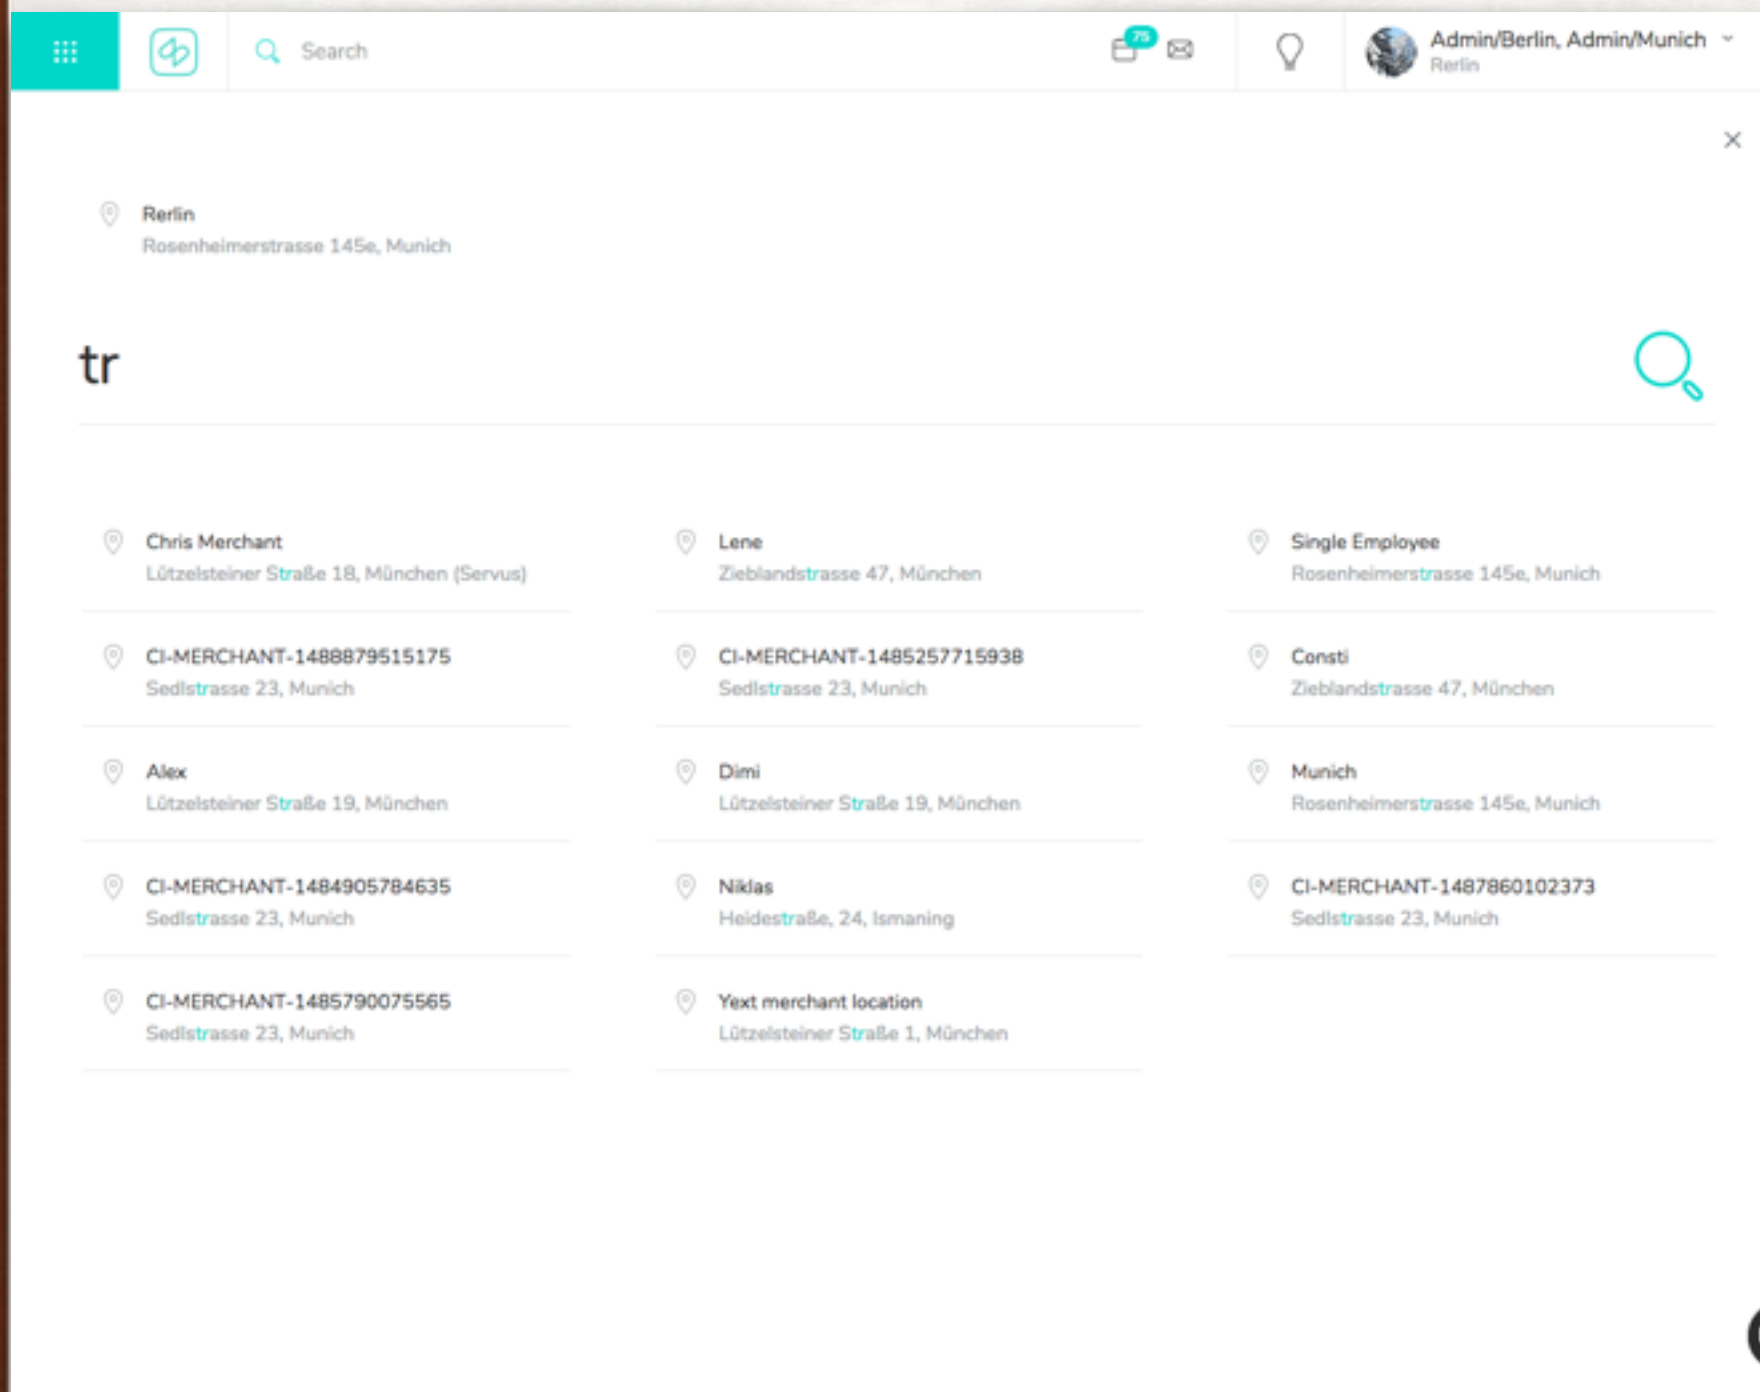 Search
75
Admin/Berlin, Admin/Munich
Rerlin
Rerlin
Rosenheimerstrasse 145e, Munich
tr
Chris Merchant
Lützelsteiner Straße 18, München (Servus)
Lene
Zieblandstrasse 47, München
Single Employee
Rosenheimerstrasse 145e, Munich
CI-MERCHANT-1488879515175
Sedlstrasse 23, Munich
CI-MERCHANT-1485257715938
Sedlstrasse 23, Munich
Consti
Zieblandstrasse 47, München
Alex
Lützelsteiner Straße 19, München
Dimi
Lützelsteiner Straße 19, München
Munich
Rosenheimerstrasse 145e, Munich
CI-MERCHANT-1484905784635
Sedlstrasse 23, Munich
Niklas
Heidestraße, 24, Ismaning
CI-MERCHANT-1487860102373
Sedlstrasse 23, Munich
CI-MERCHANT-1485790075565
Sedlstrasse 23, Munich
Yext merchant location
Lützelsteiner Straße 1, München